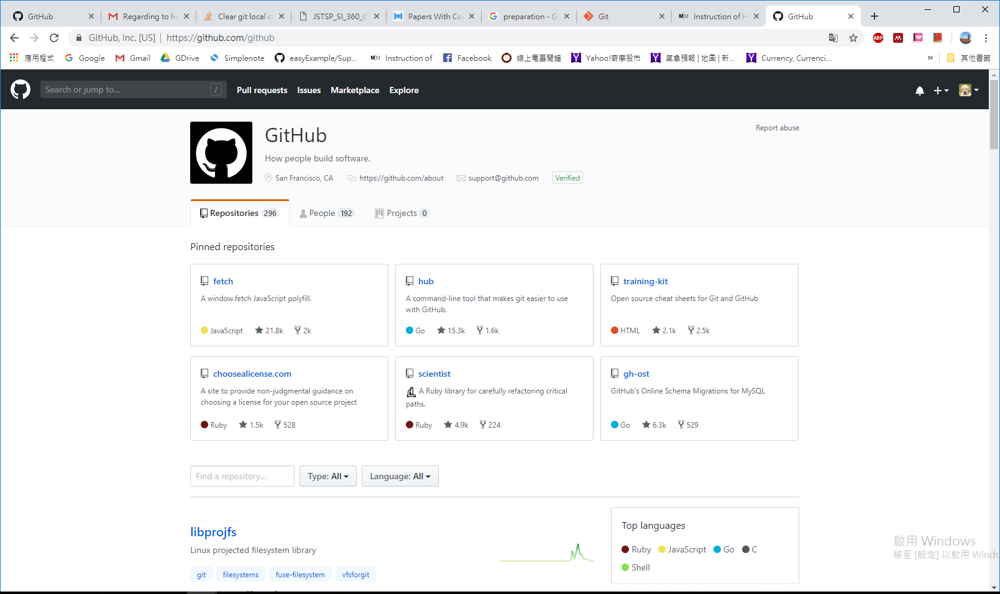 GitHub
Regarding to ho
Clear git local ca
JSTSP_SI_360_C
Papers With Co
preparation - G
Git
Instruction of H
GitHub
GitHub, Inc. [US] | https://github.com/github
應用程式
Google
Gmail
GDrive
Simplenote
easyExample/Sup...
Instruction of
Facebook
線上電臺鬧鐘
Yahoo!奇摩股市
氣象預報 | 地圖 | 新...
Currency, Currenci...
»
其他書籤
Search or jump to... /
Pull requests
Issues
Marketplace
Explore
GitHub
Report abuse
How people build software.
San Francisco, CA
https://github.com/about
support@github.com
Verified
Repositories 296
People 192
Projects 0
Pinned repositories
fetch
A window.fetch JavaScript polyfill.
JavaScript 21.8k 2k
hub
A command-line tool that makes git easier to use
with GitHub.
Go 15.3k 1.6k
training-kit
Open source cheat sheets for Git and GitHub
HTML 2.1k 2.5k
choosealicense.com
A site to provide non-judgmental guidance on
choosing a license for your open source project
Ruby 1.5k 528
scientist
A Ruby library for carefully refactoring critical
paths.
Ruby 4.9k 224
gh-ost
GitHub's Online Schema Migrations for MySQL
Go 6.3k 529
Find a repository...
Type: All
Language: All
libprojfs
Linux projected filesystem library
git
filesystems
fuse-filesystem
vfsforgit
Top languages
Ruby JavaScript Go C
Shell
啟用 Windows
移至 [設定] 以啟用 Windo